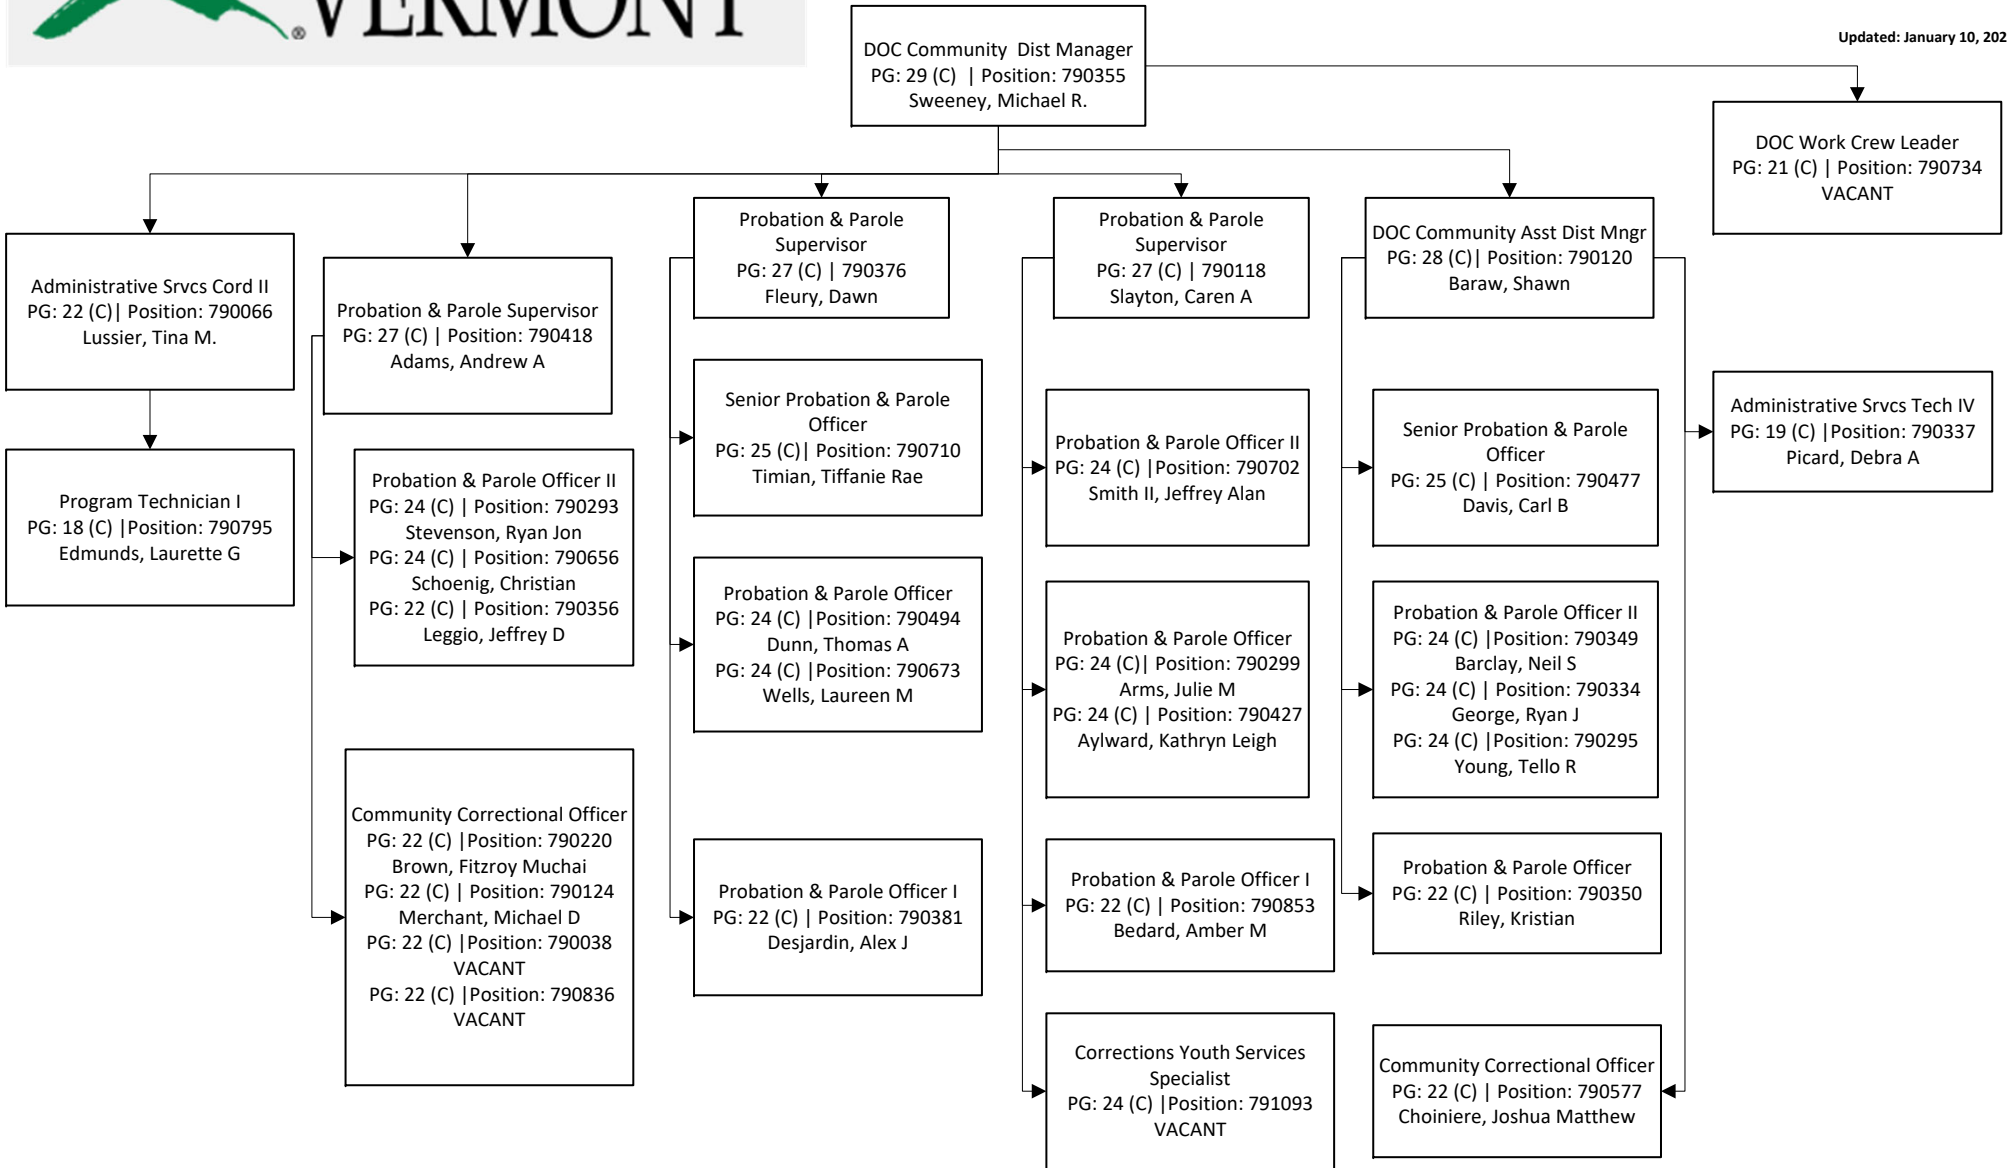 VERMONT
®
DOC Community Dist Manager
PG: 29 (C) | Position: 790355
Sweeney, Michael R.
Updated: January 10, 202
DOC Work Crew Leader
PG: 21 (C) | Position: 790734
VACANT
Administrative Srvcs Cord II
PG: 22 (C)| Position: 790066
Lussier, Tina M.
Program Technician I
PG: 18 (C) |Position: 790795
Edmunds, Laurette G
Probation & Parole Supervisor
PG: 27 (C) | Position: 790418
Adams, Andrew A
Probation & Parole Officer II
PG: 24 (C) | Position: 790293
Stevenson, Ryan Jon
PG: 24 (C) | Position: 790656
Schoenig, Christian
PG: 22 (C) | Position: 790356
Leggio, Jeffrey D
Community Correctional Officer
PG: 22 (C) |Position: 790220
Brown, Fitzroy Muchai
PG: 22 (C) | Position: 790124
Merchant, Michael D
PG: 22 (C) |Position: 790038
VACANT
PG: 22 (C) |Position: 790836
VACANT
Probation & Parole
Supervisor
PG: 27 (C) | 790376
Fleury, Dawn
Senior Probation & Parole
Officer
PG: 25 (C)| Position: 790710
Timian, Tiffanie Rae
Probation & Parole Officer
PG: 24 (C) |Position: 790494
Dunn, Thomas A
PG: 24 (C) |Position: 790673
Wells, Laureen M
Probation & Parole Officer I
PG: 22 (C) | Position: 790381
Desjardin, Alex J
Probation & Parole
Supervisor
PG: 27 (C) | 790118
Slayton, Caren A
Probation & Parole Officer II
PG: 24 (C) |Position: 790702
Smith II, Jeffrey Alan
Probation & Parole Officer
PG: 24 (C)| Position: 790299
Arms, Julie M
PG: 24 (C) | Position: 790427
Aylward, Kathryn Leigh
Probation & Parole Officer I
PG: 22 (C) | Position: 790853
Bedard, Amber M
Corrections Youth Services
Specialist
PG: 24 (C) |Position: 791093
VACANT
DOC Community Asst Dist Mngr
PG: 28 (C)| Position: 790120
Baraw, Shawn
Senior Probation & Parole
Officer
PG: 25 (C) | Position: 790477
Davis, Carl B
Probation & Parole Officer II
PG: 24 (C) |Position: 790349
Barclay, Neil S
PG: 24 (C) | Position: 790334
George, Ryan J
PG: 24 (C) |Position: 790295
Young, Tello R
Probation & Parole Officer
PG: 22 (C) | Position: 790350
Riley, Kristian
Community Correctional Officer
PG: 22 (C) | Position: 790577
Choiniere, Joshua Matthew
Administrative Srvcs Tech IV
PG: 19 (C) |Position: 790337
Picard, Debra A